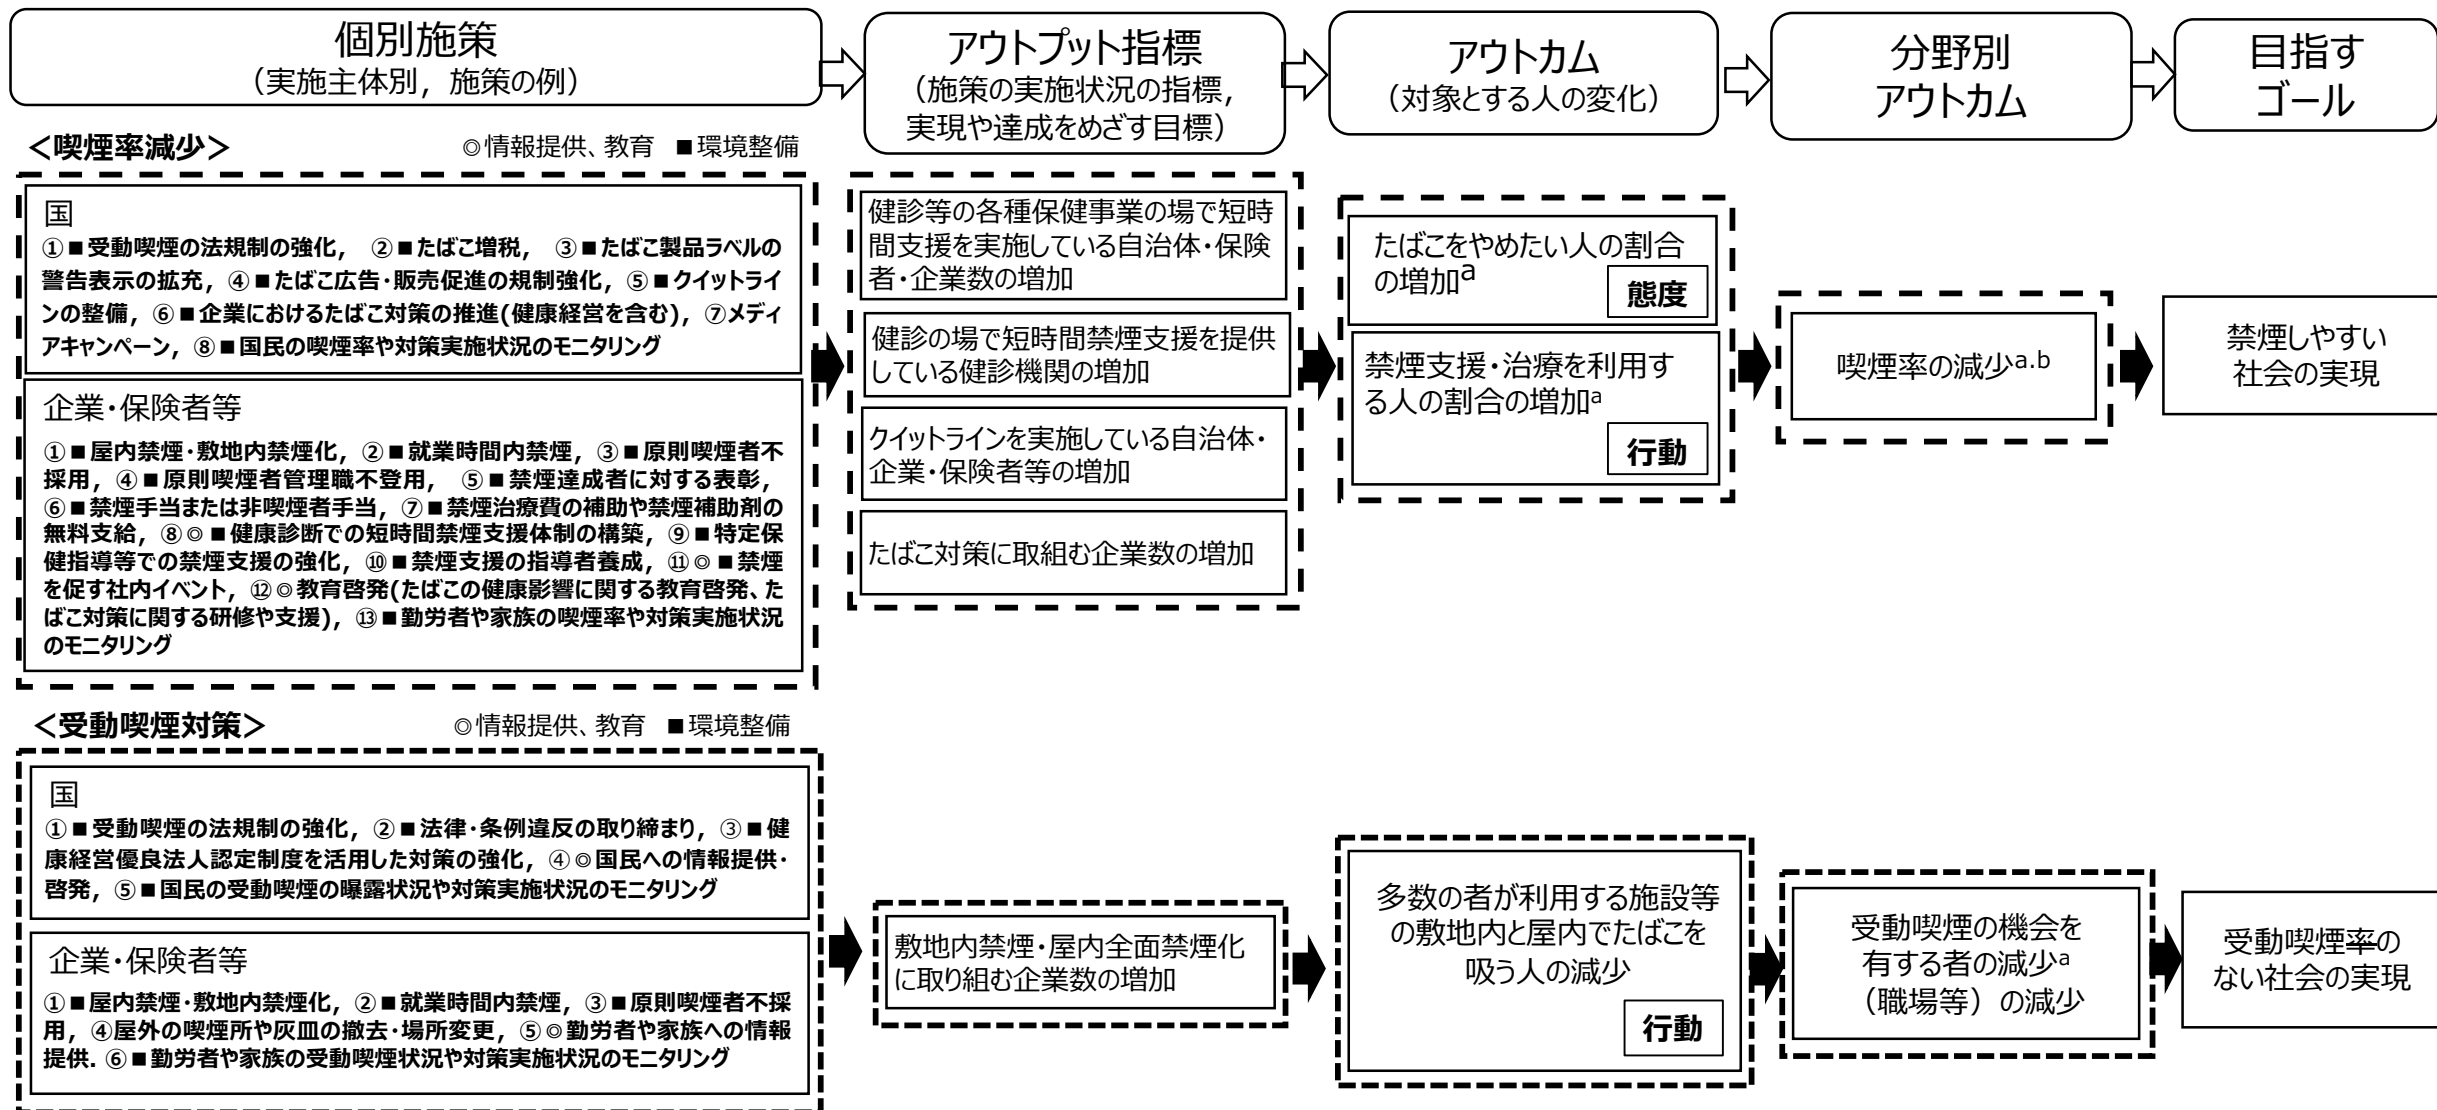 個別施策
（実施主体別，施策の例）
アウトプット指標
（施策の実施状況の指標，
実現や達成をめざす目標）
アウトカム
（対象とする人の変化）
分野別
アウトカム
目指す
ゴール
＜喫煙率減少＞
◎情報提供、教育　■環境整備
国
①■受動喫煙の法規制の強化，②■たばこ増税，③■たばこ製品ラベルの
警告表示の拡充，④■たばこ広告・販売促進の規制強化，⑤■クイットライ
ンの整備，⑥■企業におけるたばこ対策の推進(健康経営を含む)，⑦メディ
アキャンペーン，⑧■国民の喫煙率や対策実施状況のモニタリング
企業・保険者等
①■屋内禁煙・敷地内禁煙化，②■就業時間内禁煙，③■原則喫煙者不
採用，④■原則喫煙者管理職不登用，⑤■禁煙達成者に対する表彰，
⑥■禁煙手当または非喫煙者手当，⑦■禁煙治療費の補助や禁煙補助剤の
無料支給，⑧◎■健康診断での短時間禁煙支援体制の構築，⑨■特定保
健指導等での禁煙支援の強化，⑩■禁煙支援の指導者養成，⑪◎■禁煙
を促す社内イベント，⑫◎教育啓発(たばこの健康影響に関する教育啓発、た
ばこ対策に関する研修や支援)，⑬■勤労者や家族の喫煙率や対策実施状況
のモニタリング
健診等の各種保健事業の場で短時
間支援を実施している自治体・保険
者・企業数の増加
健診の場で短時間禁煙支援を提供
している健診機関の増加
クイットラインを実施している自治体・
企業・保険者等の増加
たばこ対策に取組む企業数の増加
たばこをやめたい人の割合
の増加a
態度
禁煙支援・治療を利用す
る人の割合の増加a
行動
喫煙率の減少a.b
禁煙しやすい
社会の実現
＜受動喫煙対策＞
◎情報提供、教育　■環境整備
国
①■受動喫煙の法規制の強化，②■法律・条例違反の取り締まり，③■健
康経営優良法人認定制度を活用した対策の強化，④◎国民への情報提供・
啓発，⑤■国民の受動喫煙の曝露状況や対策実施状況のモニタリング
企業・保険者等
①■屋内禁煙・敷地内禁煙化，②■就業時間内禁煙，③■原則喫煙者不採
用，④屋外の喫煙所や灰皿の撤去・場所変更，⑤◎勤労者や家族への情報
提供．⑥■勤労者や家族の受動喫煙状況や対策実施状況のモニタリング
敷地内禁煙・屋内全面禁煙化
に取り組む企業数の増加
多数の者が利用する施設等
の敷地内と屋内でたばこを
吸う人の減少
行動
受動喫煙の機会を
有する者の減少a
（職場等）の減少
受動喫煙率の
ない社会の実現